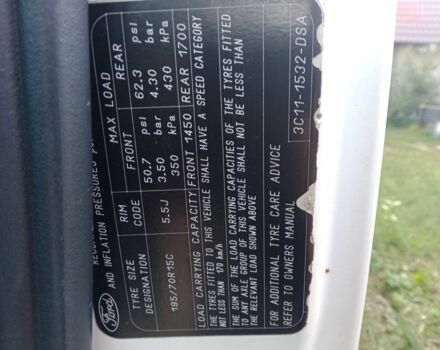 Ford
AND INFLATION PRESSURES
TYRE SIZE DESIGNATION RIM MAX LOAD
FRONT REAR
psi bar kPa psi bar kPa
195/70R15C 5.5J 50.7 3.50 350 62.3 4.30 430
LOAD CARRYING CAPACITY FRONT 1450 REAR 1700
THE TYRES FITTED TO THIS VEHICLE SHALL HAVE A SPEED CATEGORY
NOT LESS THAN 170 km/h
THE SUM OF THE LOAD CARRYING CAPACITIES OF THE TYRES FITTED
TO ANY AXLE GROUP OF THIS VEHICLE SHALL NOT BE LESS THAN
THE RELEVANT LOAD SHOWN ABOVE
FOR ADDITIONAL TYRE CARE ADVICE
REFER TO OWNERS MANUAL
3C11-1532-DSA